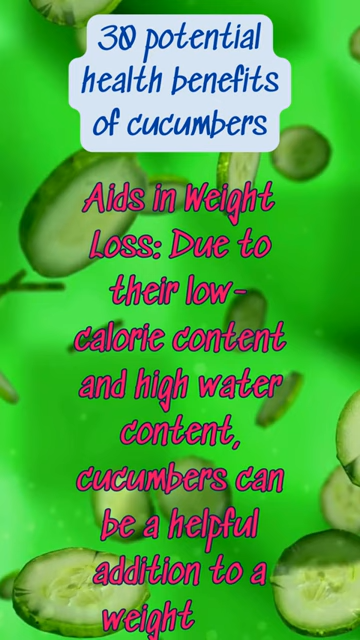 30 potential
health benefits
of cucumbers
Aids in Weight
Loss: Due to
their low-
calorie content
and high water
content,
cucumbers can
be a helpful
addition to a
weight